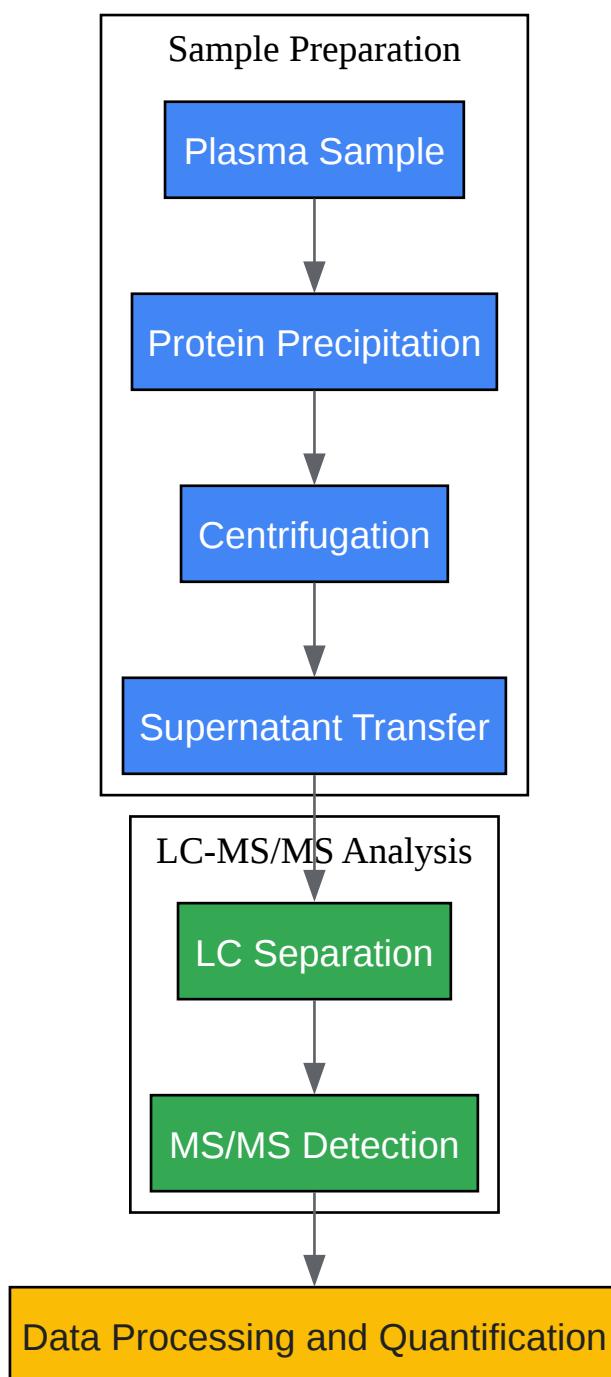 Sample Preparation
Plasma Sample
Protein Precipitation
Centrifugation
Supernatant Transfer
LC-MS/MS Analysis
LC Separation
MS/MS Detection
Data Processing and Quantification